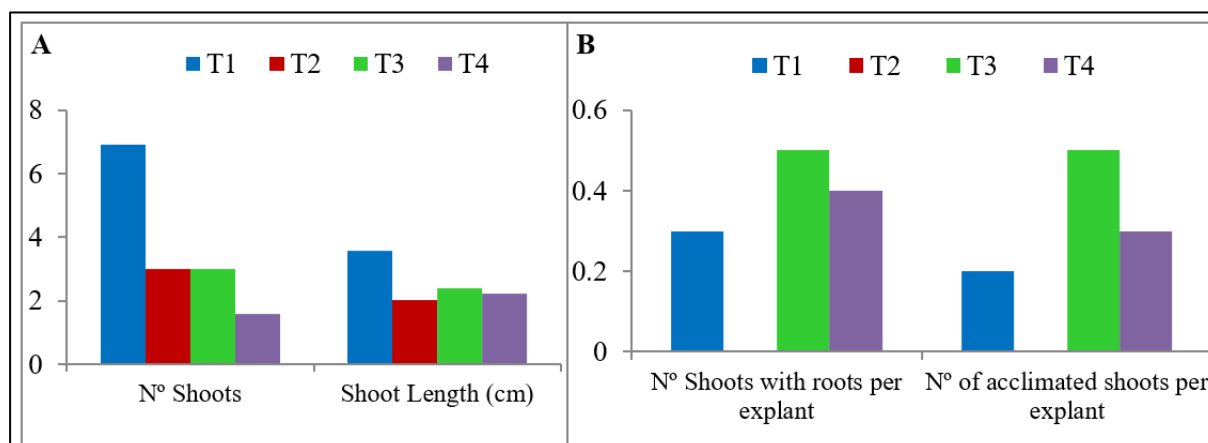 A
T1 T2 T3 T4
8
6
4
2
0
Nº Shoots
Shoot Length (cm)
B
T1 T2 T3 T4
0.6
0.4
0.2
0
Nº Shoots with roots per
explant
Nº of acclimated shoots per
explant